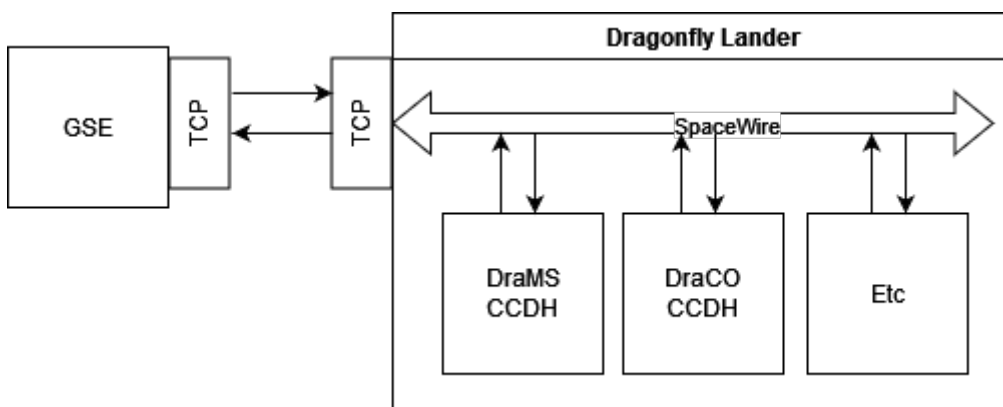 Dragonfly Lander
GSE
TCP
TCP
SpaceWire
DraMS
CCDH
DraCO
CCDH
Etc